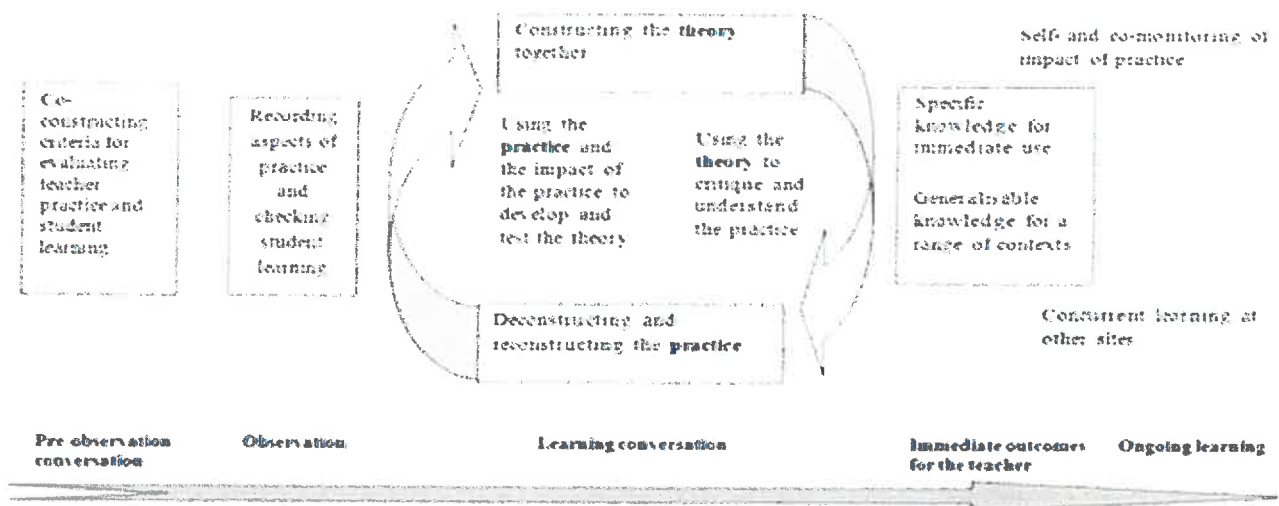 Constructing the theory
together
Self- and co-monitoring of
impact of practice
Co-
constructing
criteria for
evaluating
teacher
practice and
student
learning
Recording
aspects of
practice
and
checking
student
learning
Using the
practice and
the impact of
the practice to
develop and
test the theory
Using the
theory to
critique and
understand
the practice
Specific
knowledge for
immediate use
Generalisable
knowledge for a
range of contexts
Deconstructing and
reconstructing the practice
Concurrent learning at
other sites
Pre observation
conversation
Observation
Learning conversation
Immediate outcomes
for the teacher
Ongoing learning